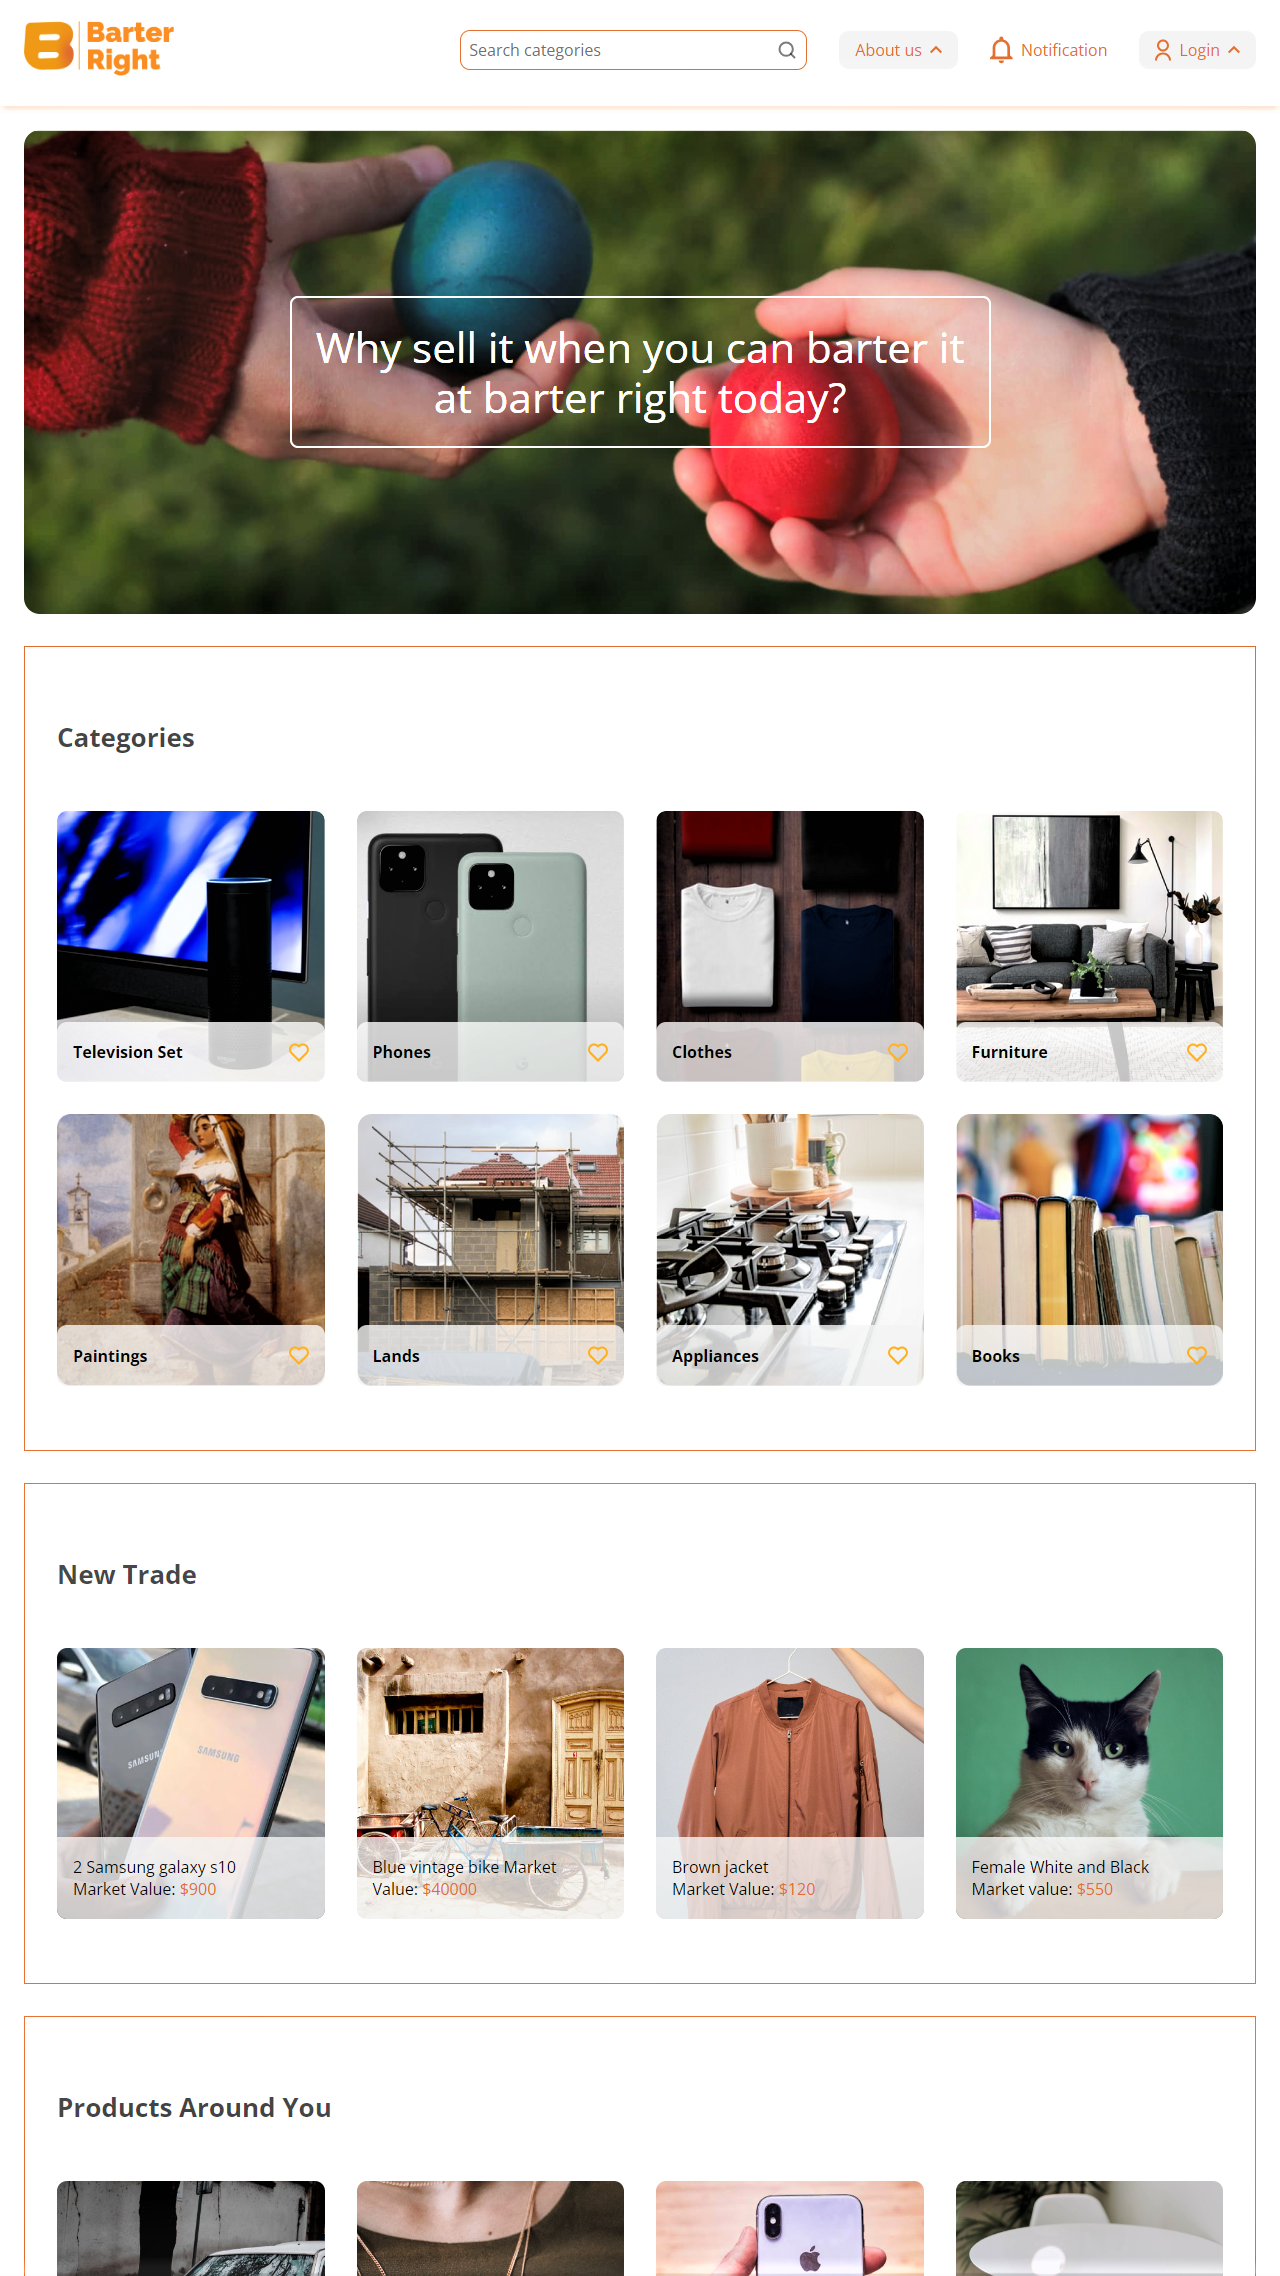 Barter
Right
Search categories
About us
Notification
Login
Why sell it when you can barter it
at barter right today?
Categories
Television Set
Phones
Clothes
Furniture
Paintings
Lands
Appliances
Books
New Trade
SAMSUNG
SAMSUNG
2 Samsung galaxy s10
Market Value: $900
Blue vintage bike Market
Value: $40000
Brown jacket
Market Value: $120
Female White and Black
Market value: $550
Products Around You